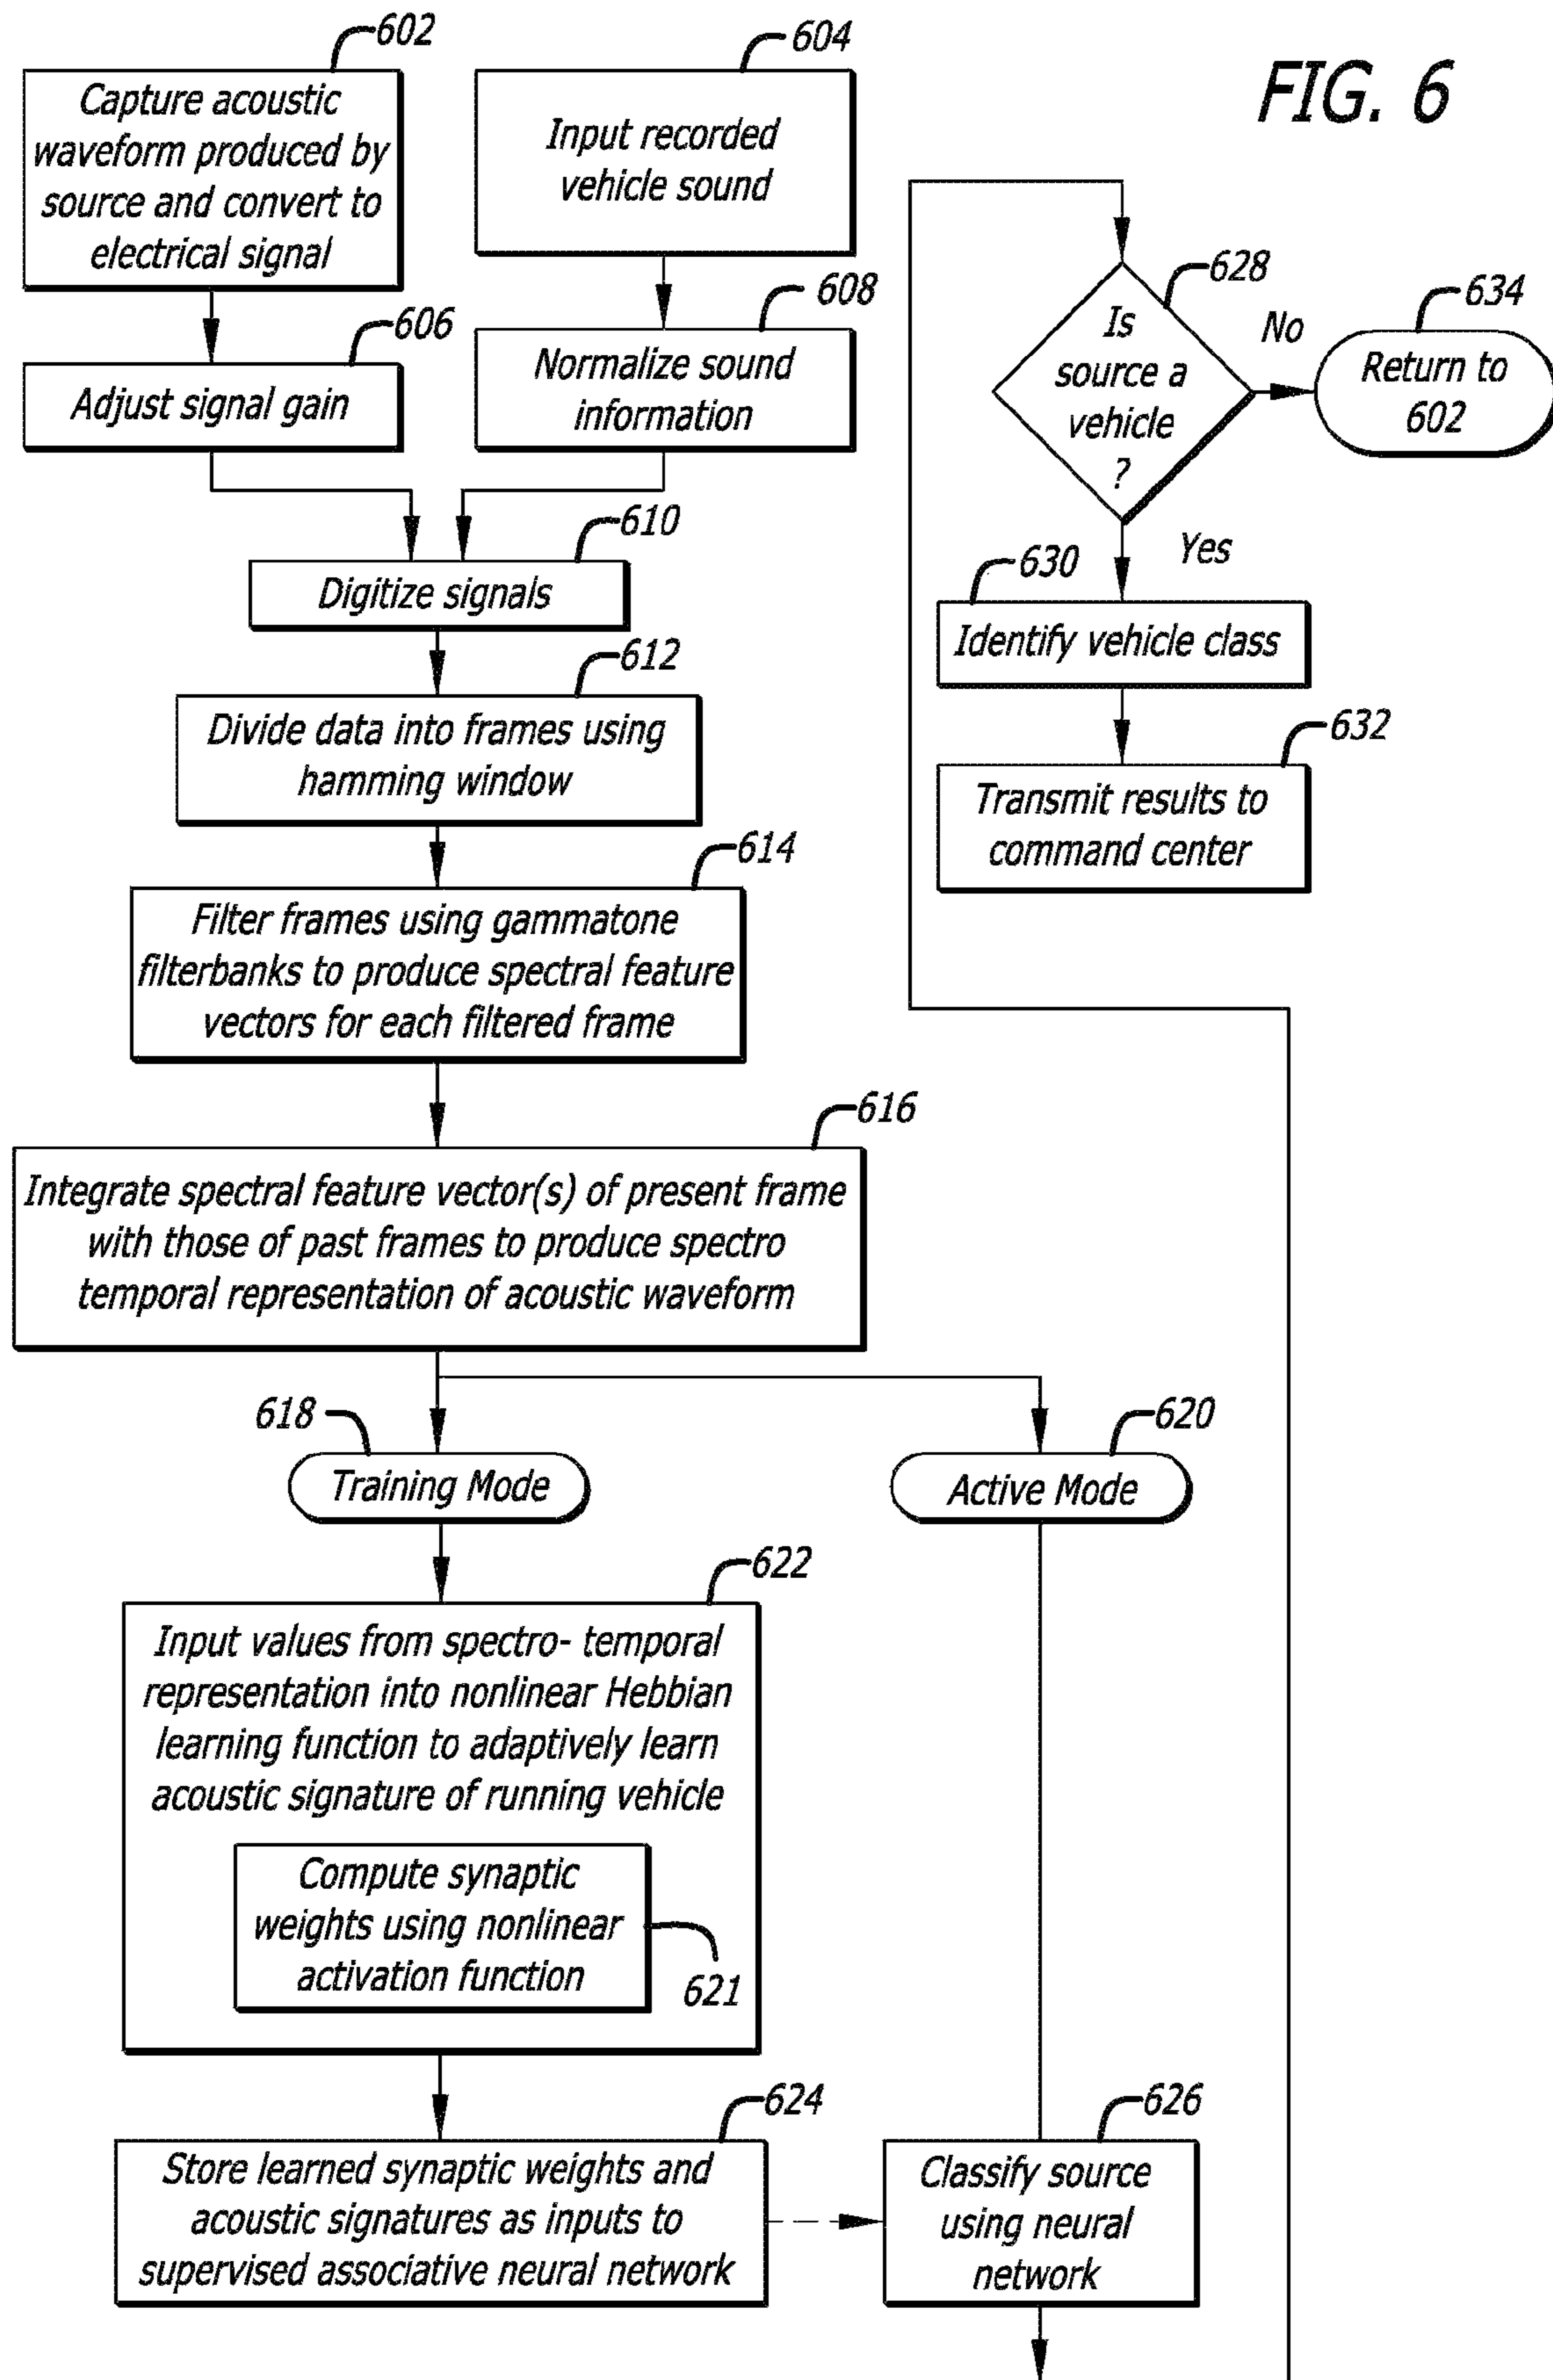 FIG. 6
602
Capture acoustic
waveform produced by
source and convert to
electrical signal
604
Input recorded
vehicle sound
606
Adjust signal gain
608
Normalize sound
information
610
Digitize signals
612
Divide data into frames using
hamming window
614
Filter frames using gammatone
filterbanks to produce spectral feature
vectors for each filtered frame
616
Integrate spectral feature vector(s) of present frame
with those of past frames to produce spectro
temporal representation of acoustic waveform
618
Training Mode
620
Active Mode
622
Input values from spectro- temporal
representation into nonlinear Hebbian
learning function to adaptively learn
acoustic signature of running vehicle
Compute synaptic
weights using nonlinear
activation function
621
624
Store learned synaptic weights and
acoustic signatures as inputs to
supervised associative neural network
626
Classify source
using neural
network
628
Is
source a
vehicle
?
No
634
Return to
602
Yes
630
Identify vehicle class
632
Transmit results to
command center